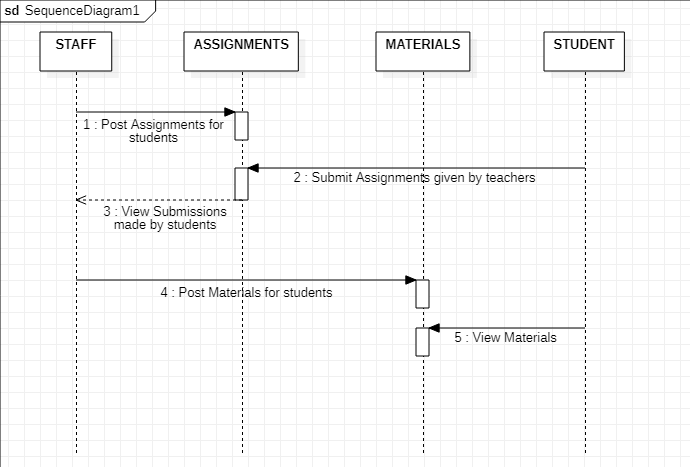 sd SequenceDiagram1
STAFF
ASSIGNMENTS
MATERIALS
STUDENT
1 : Post Assignments for
students
2 : Submit Assignments given by teachers
3 : View Submissions
made by students
4 : Post Materials for students
5 : View Materials